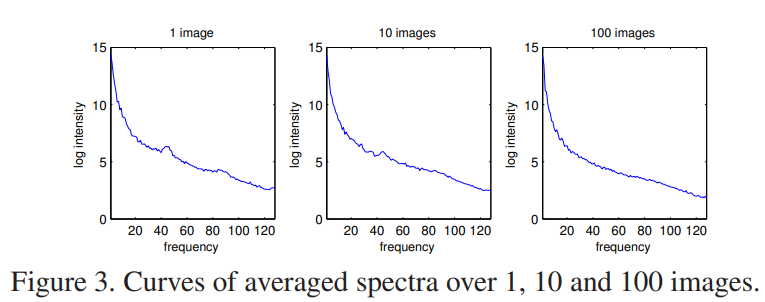 1 image
15
10
5
0
log intensity
20 40 60 80 100 120
frequency
10 images
15
10
5
0
log intensity
20 40 60 80 100 120
frequency
100 images
15
10
5
0
log intensity
20 40 60 80 100 120
frequency
Figure 3. Curves of averaged spectra over 1, 10 and 100 images.